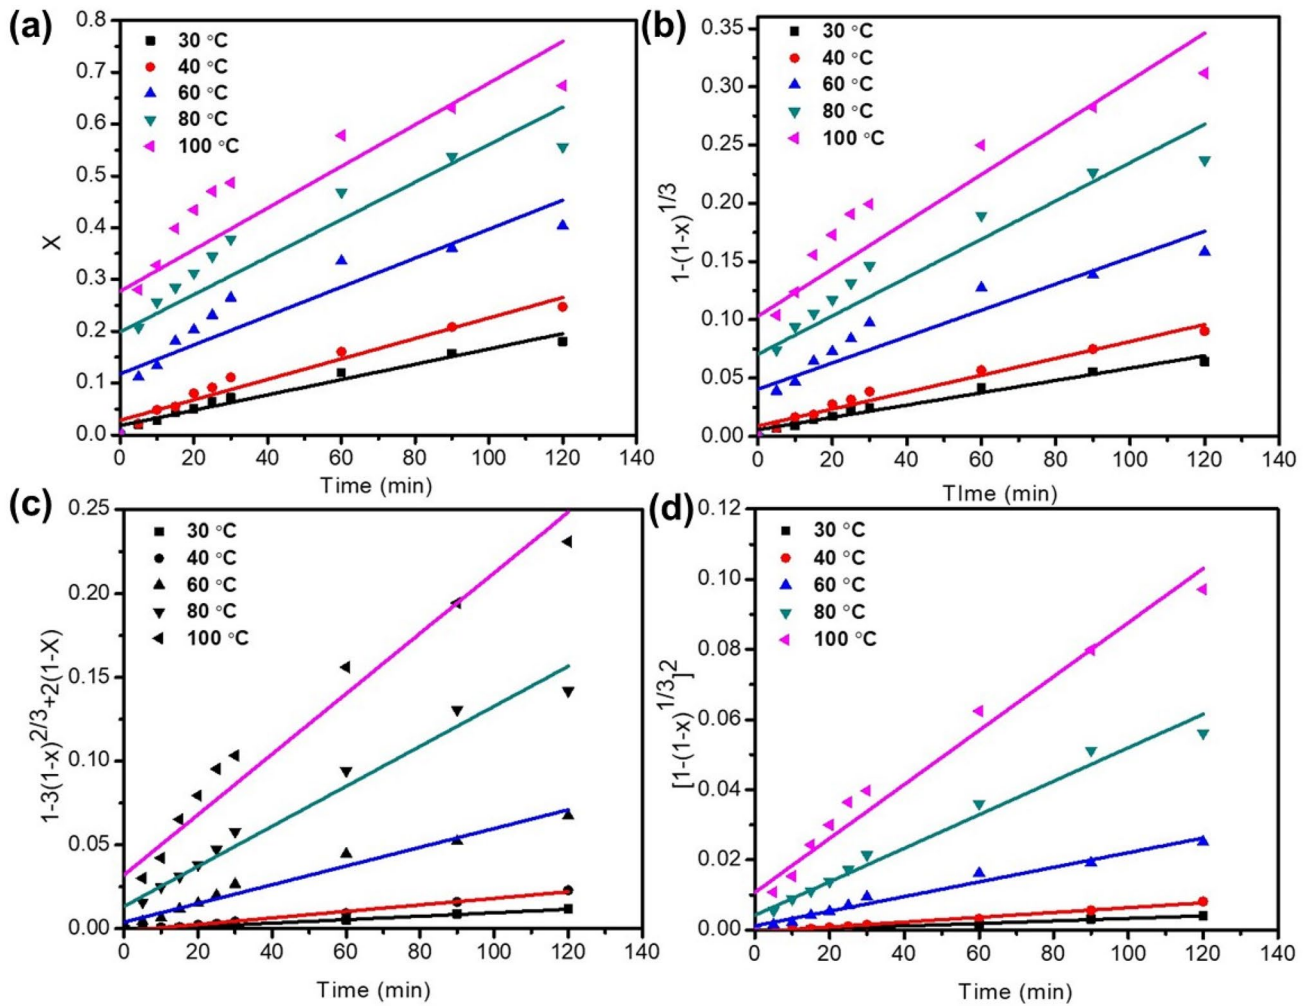 (a)
0.8
0.7
0.6
0.5
0.4
0.3
0.2
0.1
0.0
X
30 °C
40 °C
60 °C
80 °C
100 °C
0 20 40 60 80 100 120 140
Time (min)
(b)
0.35
0.30
0.25
0.20
0.15
0.10
0.05
0.00
1-(1-x)^1/3
30 °C
40 °C
60 °C
80 °C
100 °C
0 20 40 60 80 100 120 140
TIme (min)
(c)
0.25
0.20
0.15
0.10
0.05
0.00
1-3(1-x)^2/3+2(1-X)
30 °C
40 °C
60 °C
80 °C
100 °C
0 20 40 60 80 100 120 140
Time (min)
(d)
0.12
0.10
0.08
0.06
0.04
0.02
0.00
[1-(1-x)^1/3]2
30 °C
40 °C
60 °C
80 °C
100 °C
0 20 40 60 80 100 120 140
Time (min)